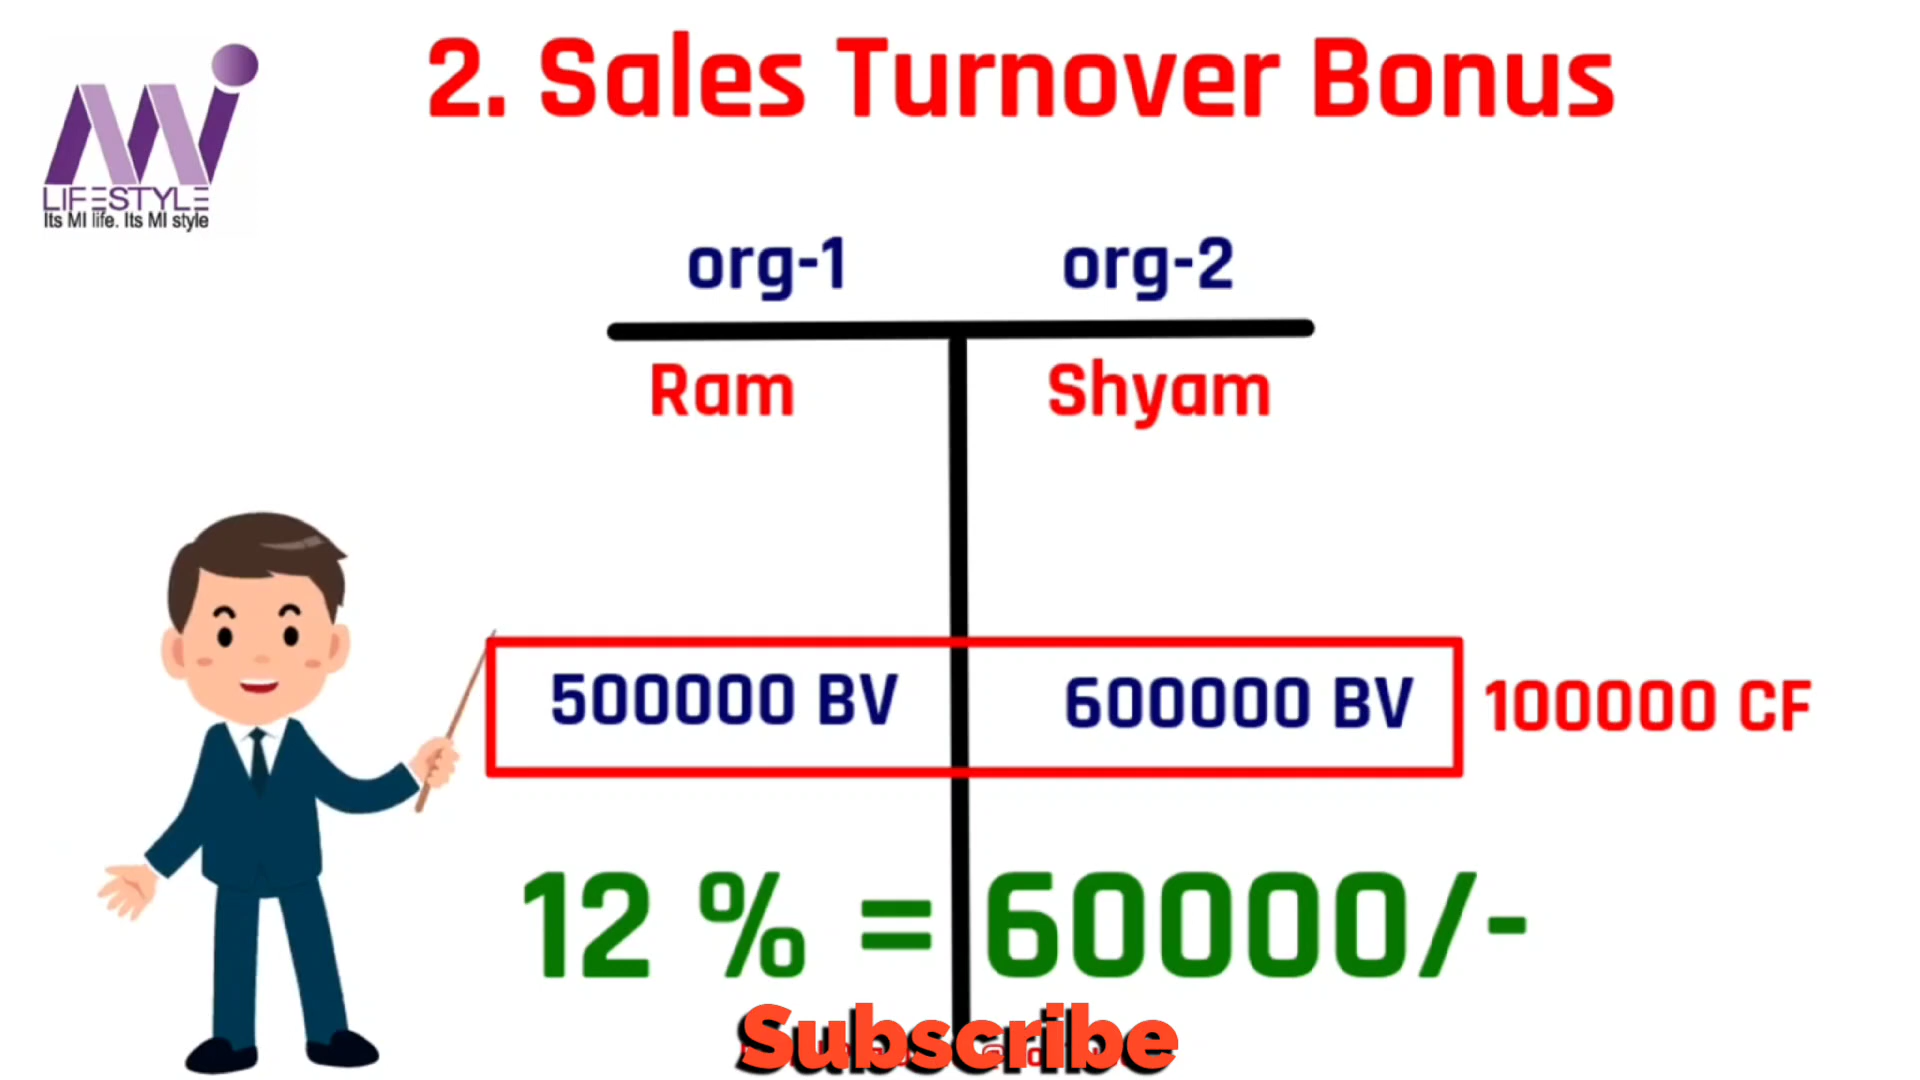 2. Sales Turnover Bonus
Mi
LIFESTYLE
Its MI life. Its MI style
org-1 org-2
Ram Shyam
500000 BV 600000 BV 100000 CF
12 % = 60000/-
Subscribe